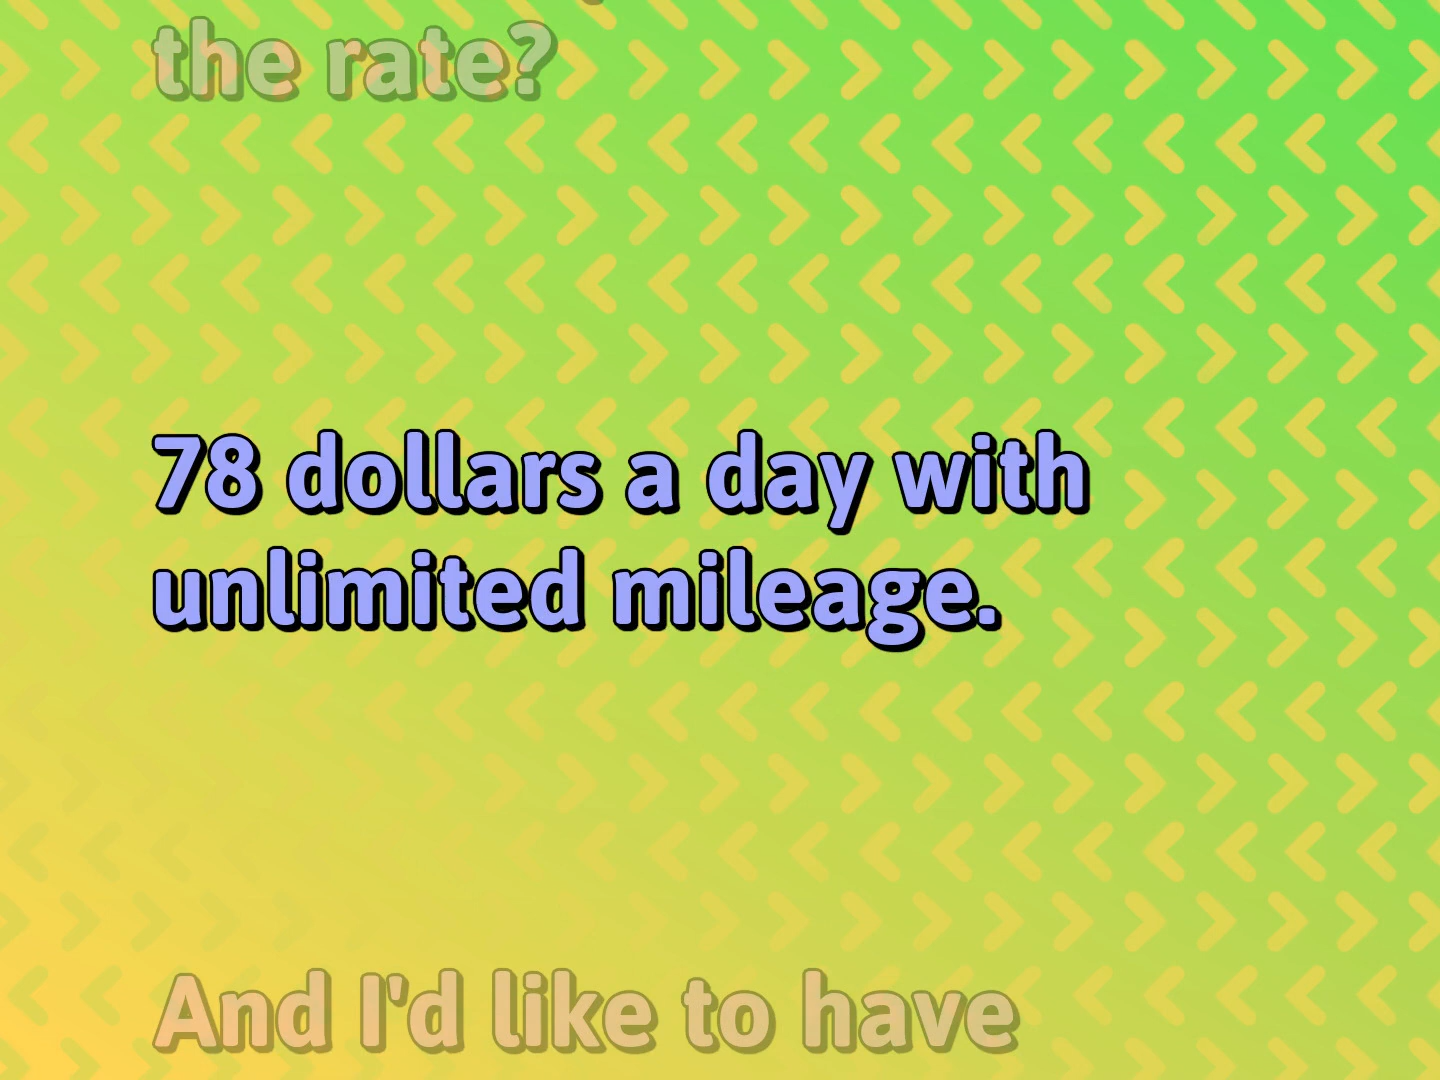 the rate?
78 dollars a day with
unlimited mileage.
And I'd like to have